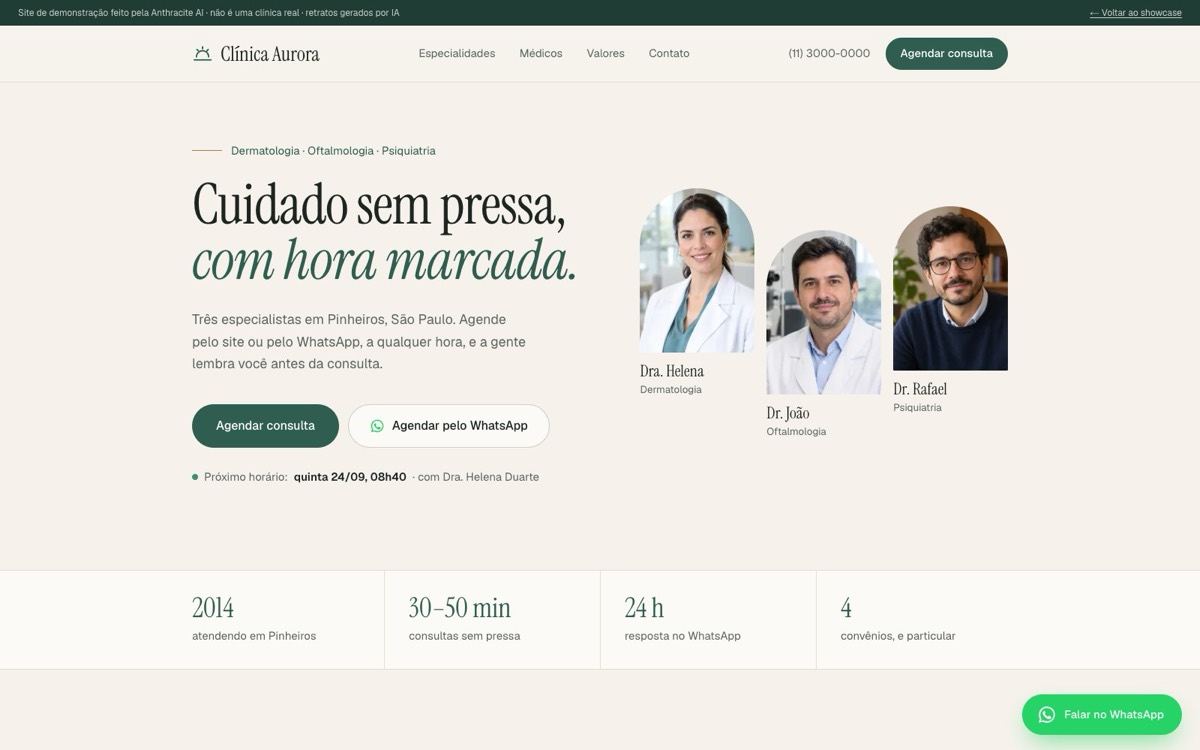 Site de demonstração feito pela Anthracite AI · não é uma clínica real · retratos gerados por IA
← Voltar ao showcase
Clínica Aurora
Especialidades
Médicos
Valores
Contato
(11) 3000-0000
Agendar consulta
Dermatologia · Oftalmologia · Psiquiatria
Cuidado sem pressa,
com hora marcada.
Três especialistas em Pinheiros, São Paulo. Agende
pelo site ou pelo WhatsApp, a qualquer hora, e a gente
lembra você antes da consulta.
Agendar consulta
Agendar pelo WhatsApp
Próximo horário: quinta 24/09, 08h40 · com Dra. Helena Duarte
Dra. Helena
Dermatologia
Dr. João
Oftalmologia
Dr. Rafael
Psiquiatria
2014
atendendo em Pinheiros
30–50 min
consultas sem pressa
24 h
resposta no WhatsApp
4
convênios, e particular
Falar no WhatsApp